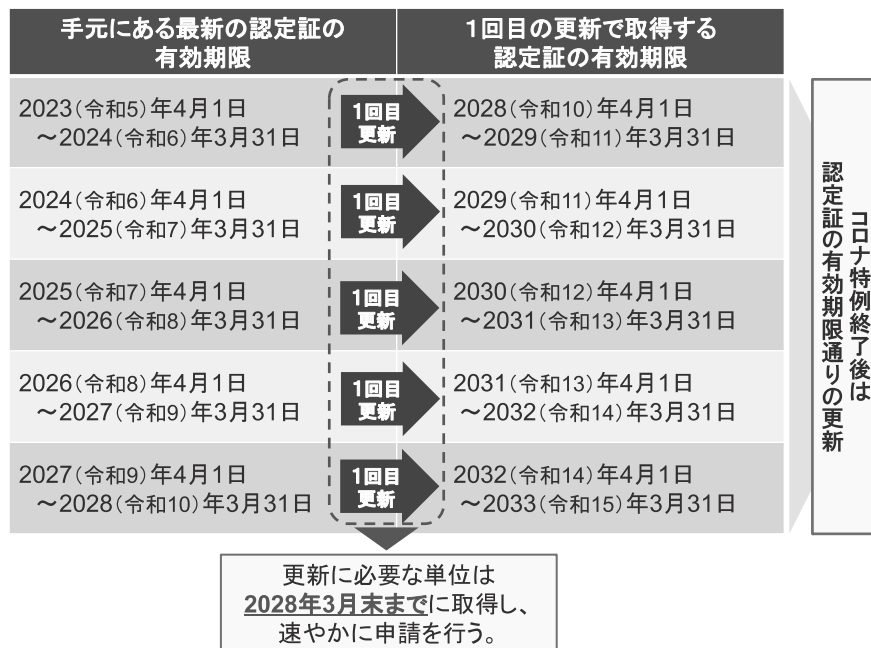 手元にある最新の認定証の
有効期限
1回目の更新で取得する
認定証の有効期限
2023(令和5)年4月1日
～2024(令和6)年3月31日
1回目
更新
2028(令和10)年4月1日
～2029(令和11)年3月31日
2024(令和6)年4月1日
～2025(令和7)年3月31日
1回目
更新
2029(令和11)年4月1日
～2030(令和12)年3月31日
2025(令和7)年4月1日
～2026(令和8)年3月31日
1回目
更新
2030(令和12)年4月1日
～2031(令和13)年3月31日
2026(令和8)年4月1日
～2027(令和9)年3月31日
1回目
更新
2031(令和13)年4月1日
～2032(令和14)年3月31日
2027(令和9)年4月1日
～2028(令和10)年3月31日
1回目
更新
2032(令和14)年4月1日
～2033(令和15)年3月31日
コロナ特例終了後は
認定証の有効期限通りの更新
更新に必要な単位は
2028年3月末までに取得し、
速やかに申請を行う。